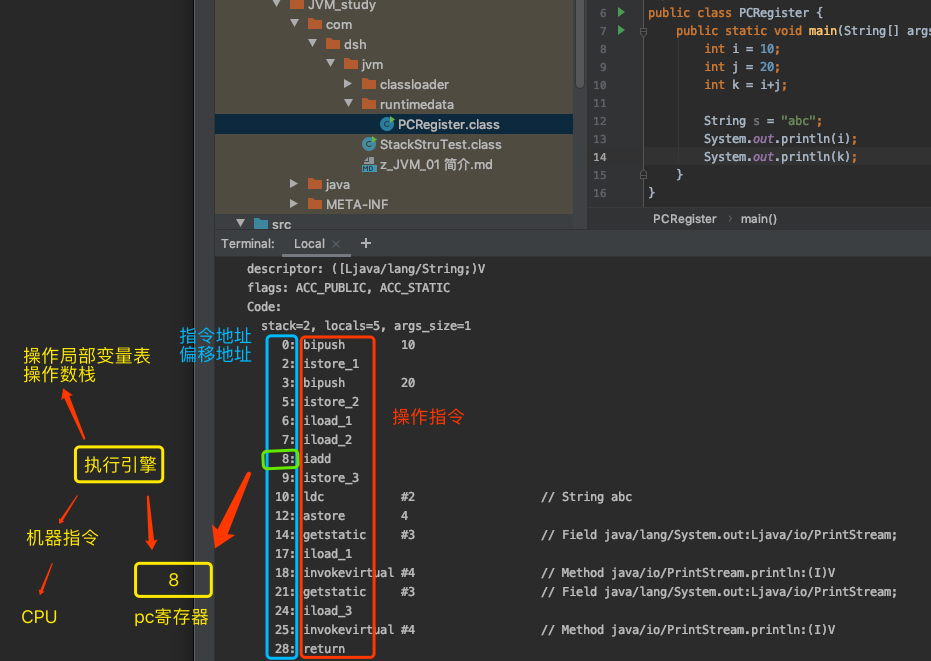 JVM_study
com
dsh
jvm
classloader
runtimedata
PCRegister.class
StackStruTest.class
z_JVM_01 简介.md
java
META-INF
src
6 public class PCRegister {
7 public static void main(String[] args
8 int i = 10;
9 int j = 20;
10 int k = i+j;
11
12 String s = "abc";
13 System.out.println(i);
14 System.out.println(k);
15 }
16 }
PCRegister › main()
Terminal: Local × +
descriptor: ([Ljava/lang/String;)V
flags: ACC_PUBLIC, ACC_STATIC
Code:
stack=2, locals=5, args_size=1
0: bipush 10
2: istore_1
3: bipush 20
5: istore_2
6: iload_1
7: iload_2
8: iadd
9: istore_3
10: ldc #2 // String abc
12: astore 4
14: getstatic #3 // Field java/lang/System.out:Ljava/io/PrintStream;
17: iload_1
18: invokevirtual #4 // Method java/io/PrintStream.println:(I)V
21: getstatic #3 // Field java/lang/System.out:Ljava/io/PrintStream;
24: iload_3
25: invokevirtual #4 // Method java/io/PrintStream.println:(I)V
28: return
指令地址
偏移地址
操作指令
操作局部变量表
操作数栈
执行引擎
机器指令
CPU
8
pc寄存器